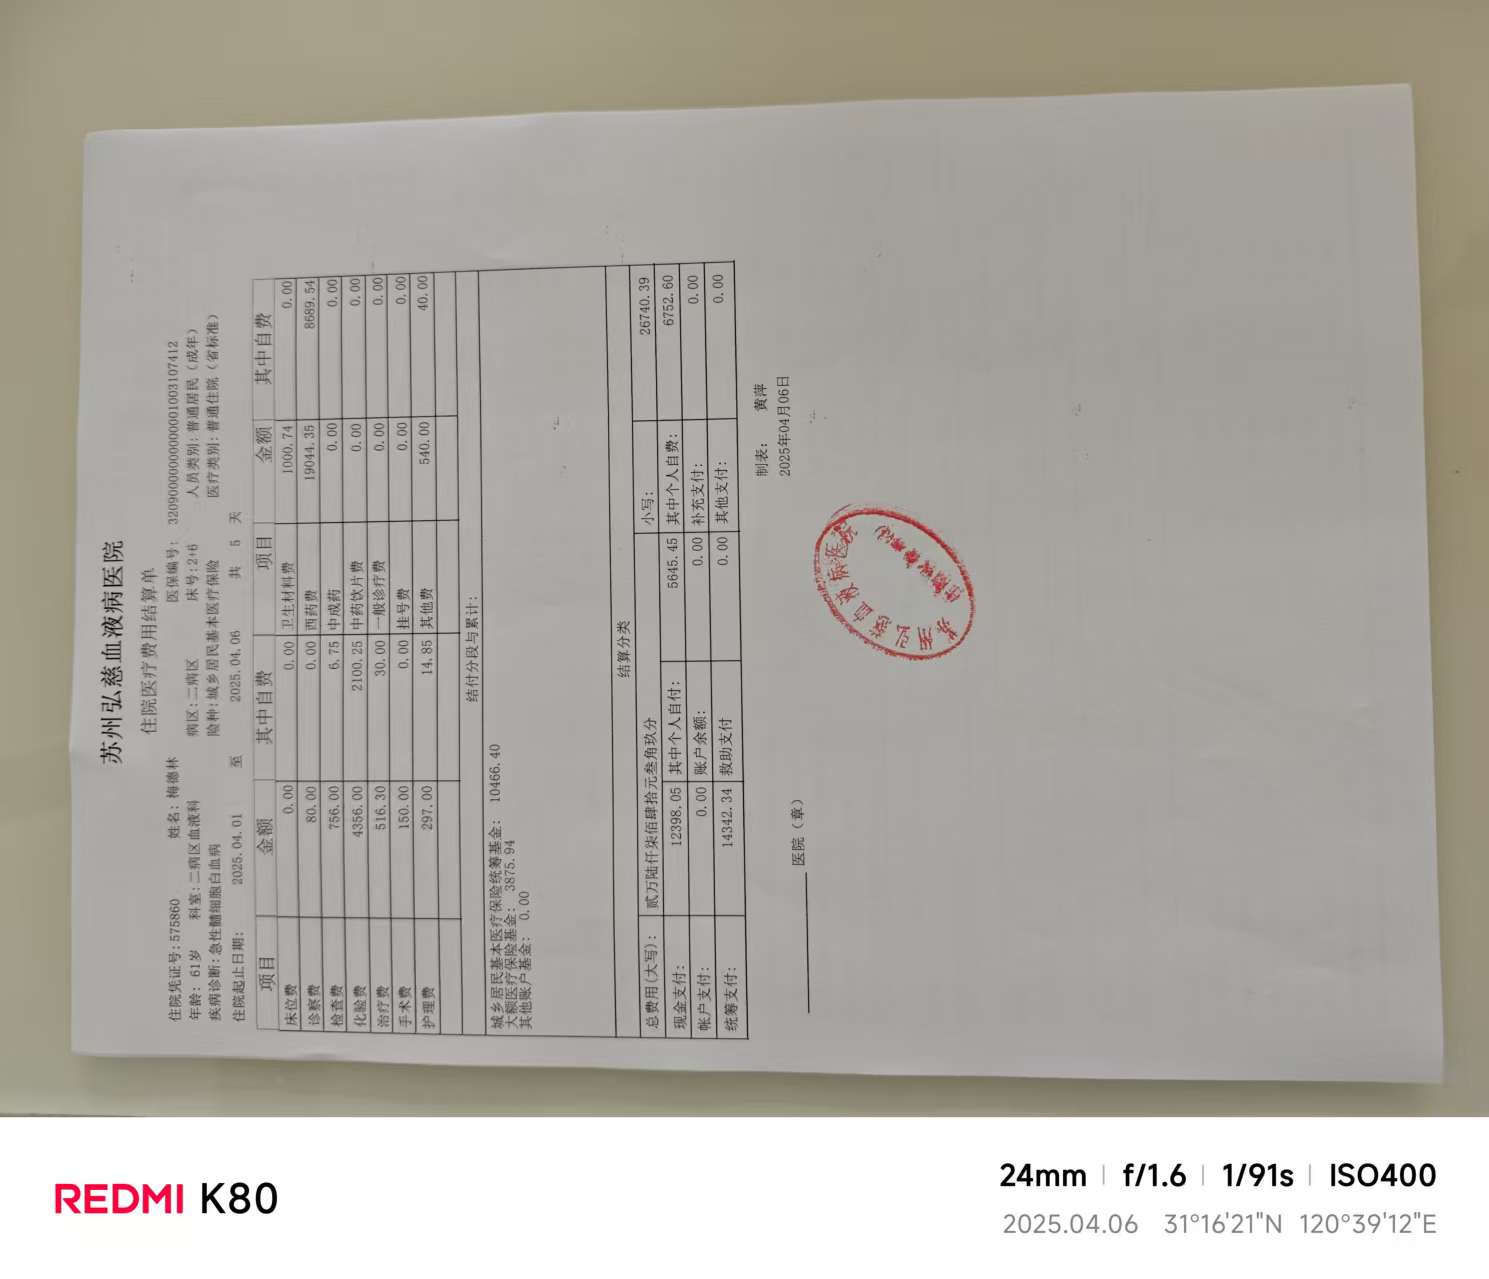 苏州弘慈血液病医院
住院医疗费用结算单
住院凭证号:575860 姓名: 梅德林 医保编号: 32090000000000001003107412
年龄: 61岁 科室:二病区血液科 病区:二病区 床号:2+6 人员类别:普通居民(成年)
疾病诊断:急性髓细胞白血病 险种:城乡居民基本医疗保险 医疗类别:普通住院(省标准)
住院起止日期: 2025.04.01 至 2025.04.06 共 5 天
项目 金额 其中自费 项目 金额 其中自费
床位费 0.00 0.00 卫生材料费 1000.74 0.00
诊察费 80.00 0.00 西药费 19044.35 8689.54
检查费 756.00 6.75 中成药 0.00 0.00
化验费 4356.00 2100.25 中药饮片费 0.00 0.00
治疗费 516.30 30.00 一般诊疗费 0.00 0.00
手术费 150.00 0.00 挂号费 0.00 0.00
护理费 297.00 14.85 其他费 540.00 40.00
结付分段与累计:
城乡居民基本医疗保险统筹基金: 10466.40
大额医疗保险基金: 3875.94
其他账户基金: 0.00
结算分类
总费用(大写): 贰万陆仟柒佰肆拾元叁角玖分 小写: 26740.39
现金支付: 12398.05 其中个人自付: 5645.45 其中个人自费: 6752.60
帐户支付: 0.00 账户余额: 0.00 补充支付: 0.00
统筹支付: 14342.34 救助支付 0.00 其他支付: 0.00
制表: 黄萍
医院(章) 2025年04月06日
苏州弘慈血液病医院
REDMI K80
24mm | f/1.6 | 1/91s | ISO400
2025.04.06 31°16'21"N 120°39'12"E